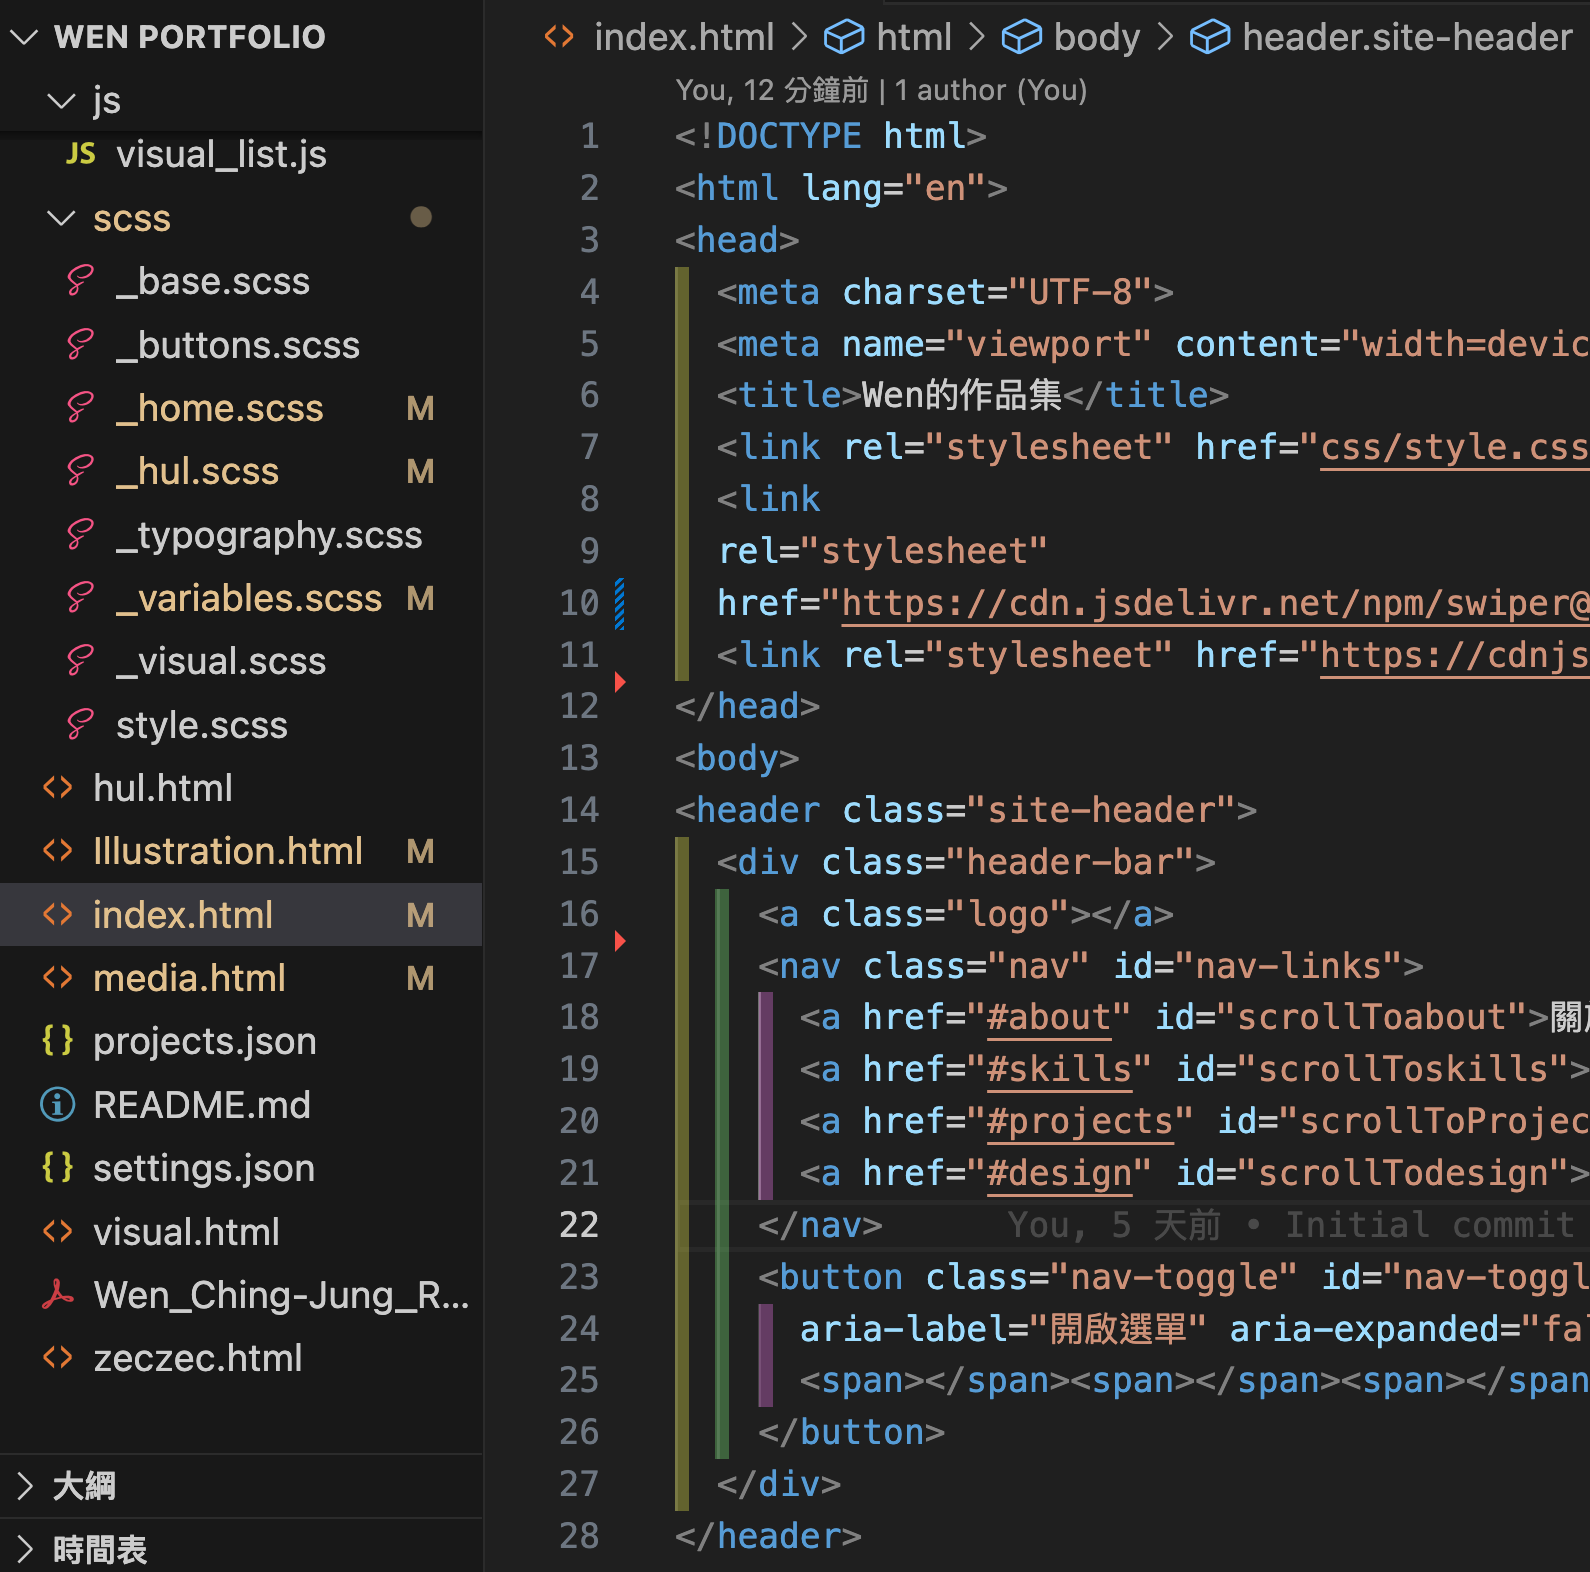 WEN PORTFOLIO
js
JS visual_list.js
scss
_base.scss
_buttons.scss
_home.scss M
_hul.scss M
_typography.scss
_variables.scss M
_visual.scss
style.scss
hul.html
Illustration.html M
index.html M
media.html M
{} projects.json
README.md
{} settings.json
visual.html
Wen_Ching-Jung_R...
zeczec.html
大綱
時間表
index.html > html > body > header.site-header
You, 12 分鐘前 | 1 author (You)
1 <!DOCTYPE html>
2 <html lang="en">
3 <head>
4 <meta charset="UTF-8">
5 <meta name="viewport" content="width=devic
6 <title>Wen的作品集</title>
7 <link rel="stylesheet" href="css/style.css
8 <link
9 rel="stylesheet"
10 href="https://cdn.jsdelivr.net/npm/swiper@
11 <link rel="stylesheet" href="https://cdnjs
12 </head>
13 <body>
14 <header class="site-header">
15 <div class="header-bar">
16 <a class="logo"></a>
17 <nav class="nav" id="nav-links">
18 <a href="#about" id="scrollToabout">關
19 <a href="#skills" id="scrollToskills">
20 <a href="#projects" id="scrollToProjec
21 <a href="#design" id="scrollTodesign">
22 </nav> You, 5 天前 • Initial commit
23 <button class="nav-toggle" id="nav-toggl
24 aria-label="開啟選單" aria-expanded="fal
25 <span></span><span></span><span></span
26 </button>
27 </div>
28 </header>